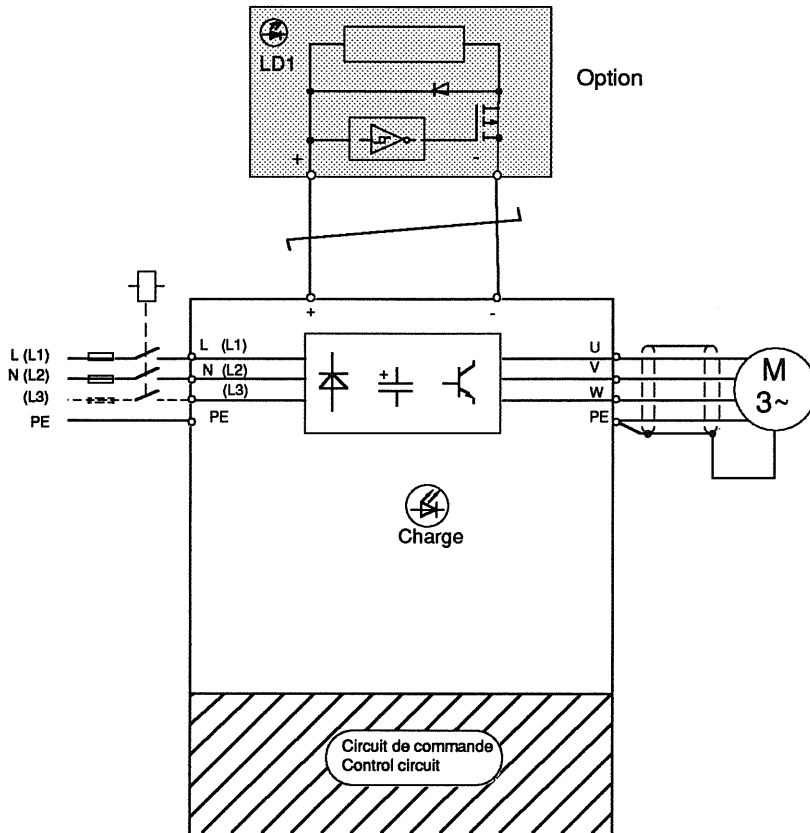 LD1
Option
+ -
+ -
L (L1) L (L1) U
N (L2) N (L2) V
(L3) (L3) W
PE PE PE
+
M
3~
Charge
Circuit de commande
Control circuit